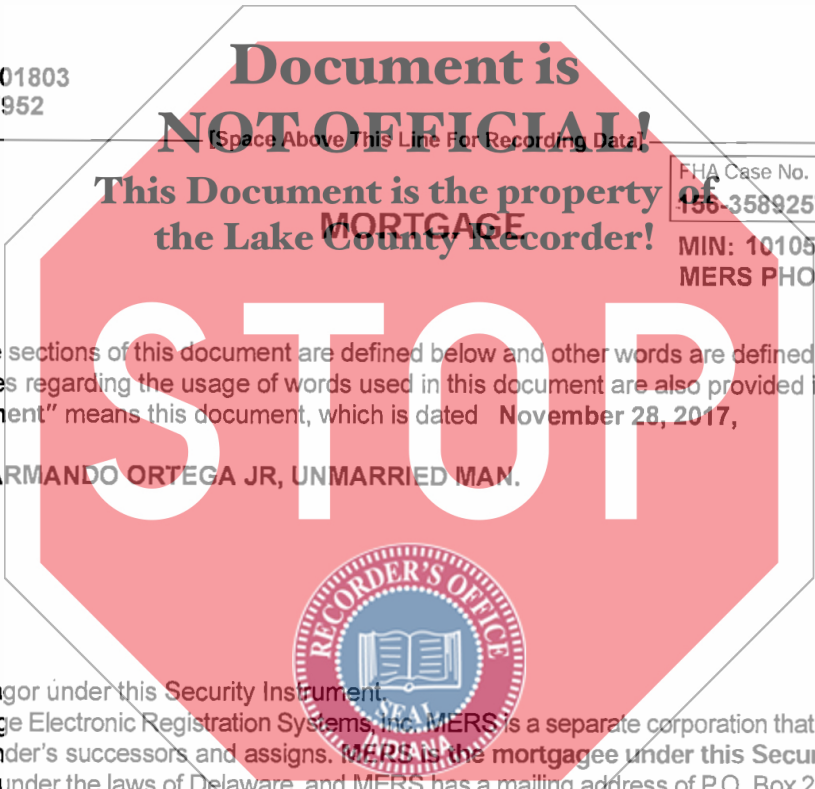 01803
952
Document is
NOT OFFICIAL!
[Space Above This Line For Recording Data]
This Document is the property of
the Lake County Recorder!
FHA Case No.
156-358925
MORTGAGE
MIN: 10105
MERS PHO
STOP
sections of this document are defined below and other words are defined
es regarding the usage of words used in this document are also provided i
ent" means this document, which is dated November 28, 2017,
ARMANDO ORTEGA JR, UNMARRIED MAN.
RECORDER'S OFFICE
SEAL
INDIANA
gor under this Security Instrument.
ge Electronic Registration Systems, Inc. MERS is a separate corporation that
nder's successors and assigns. MERS is the mortgagee under this Secu
under the laws of Delaware, and MERS has a mailing address of P.O. Box 2